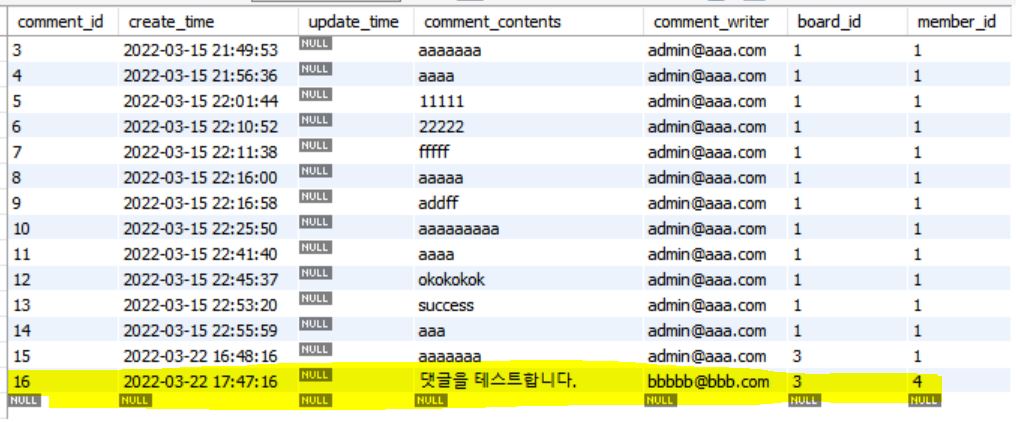 comment_id create_time update_time comment_contents comment_writer board_id member_id
3 2022-03-15 21:49:53 NULL aaaaaaa admin@aaa.com 1 1
4 2022-03-15 21:56:36 NULL aaaa admin@aaa.com 1 1
5 2022-03-15 22:01:44 NULL 11111 admin@aaa.com 1 1
6 2022-03-15 22:10:52 NULL 22222 admin@aaa.com 1 1
7 2022-03-15 22:11:38 NULL fffff admin@aaa.com 1 1
8 2022-03-15 22:16:00 NULL aaaaa admin@aaa.com 1 1
9 2022-03-15 22:16:58 NULL addff admin@aaa.com 1 1
10 2022-03-15 22:25:50 NULL aaaaaaaaa admin@aaa.com 1 1
11 2022-03-15 22:41:40 NULL aaaa admin@aaa.com 1 1
12 2022-03-15 22:45:37 NULL okokokok admin@aaa.com 1 1
13 2022-03-15 22:53:20 NULL success admin@aaa.com 1 1
14 2022-03-15 22:55:59 NULL aaa admin@aaa.com 1 1
15 2022-03-22 16:48:16 NULL aaaaaaa admin@aaa.com 3 1
16 2022-03-22 17:47:16 NULL 댓글을 테스트합니다. bbbbb@bbb.com 3 4
NULL NULL NULL NULL NULL NULL NULL